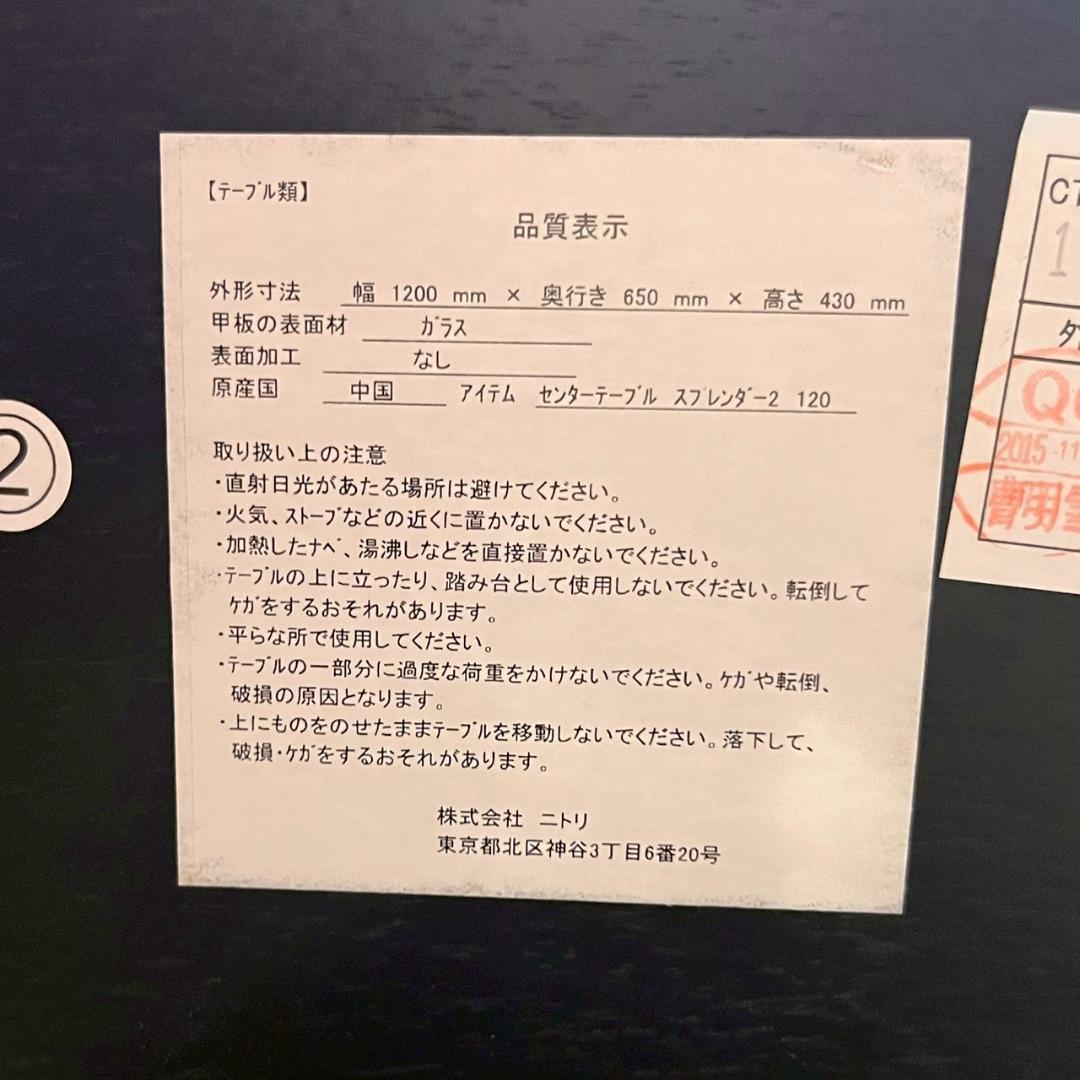 【ﾃｰﾌﾞﾙ類】
品質表示
外形寸法 幅 1200 mm × 奥行き 650 mm × 高さ 430 mm
甲板の表面材 ｶﾞﾗｽ
表面加工 なし
原産国 中国 ｱｲﾃﾑ ｾﾝﾀｰﾃｰﾌﾞﾙ ｽﾌﾟﾚﾝﾀﾞｰ2 120
取り扱い上の注意
・直射日光があたる場所は避けてください。
・火気、ｽﾄｰﾌﾞなどの近くに置かないでください。
・加熱したﾅﾍﾞ、湯沸しなどを直接置かないでください。
・ﾃｰﾌﾞﾙの上に立ったり、踏み台として使用しないでください。転倒して
ｹｶﾞをするおそれがあります。
・平らな所で使用してください。
・ﾃｰﾌﾞﾙの一部分に過度な荷重をかけないでください。ｹｶﾞや転倒、
破損の原因となります。
・上にものをのせたままﾃｰﾌﾞﾙを移動しないでください。落下して、
破損・ｹｶﾞをするおそれがあります。
株式会社 ニトリ
東京都北区神谷3丁目6番20号
2
CT
1
2015